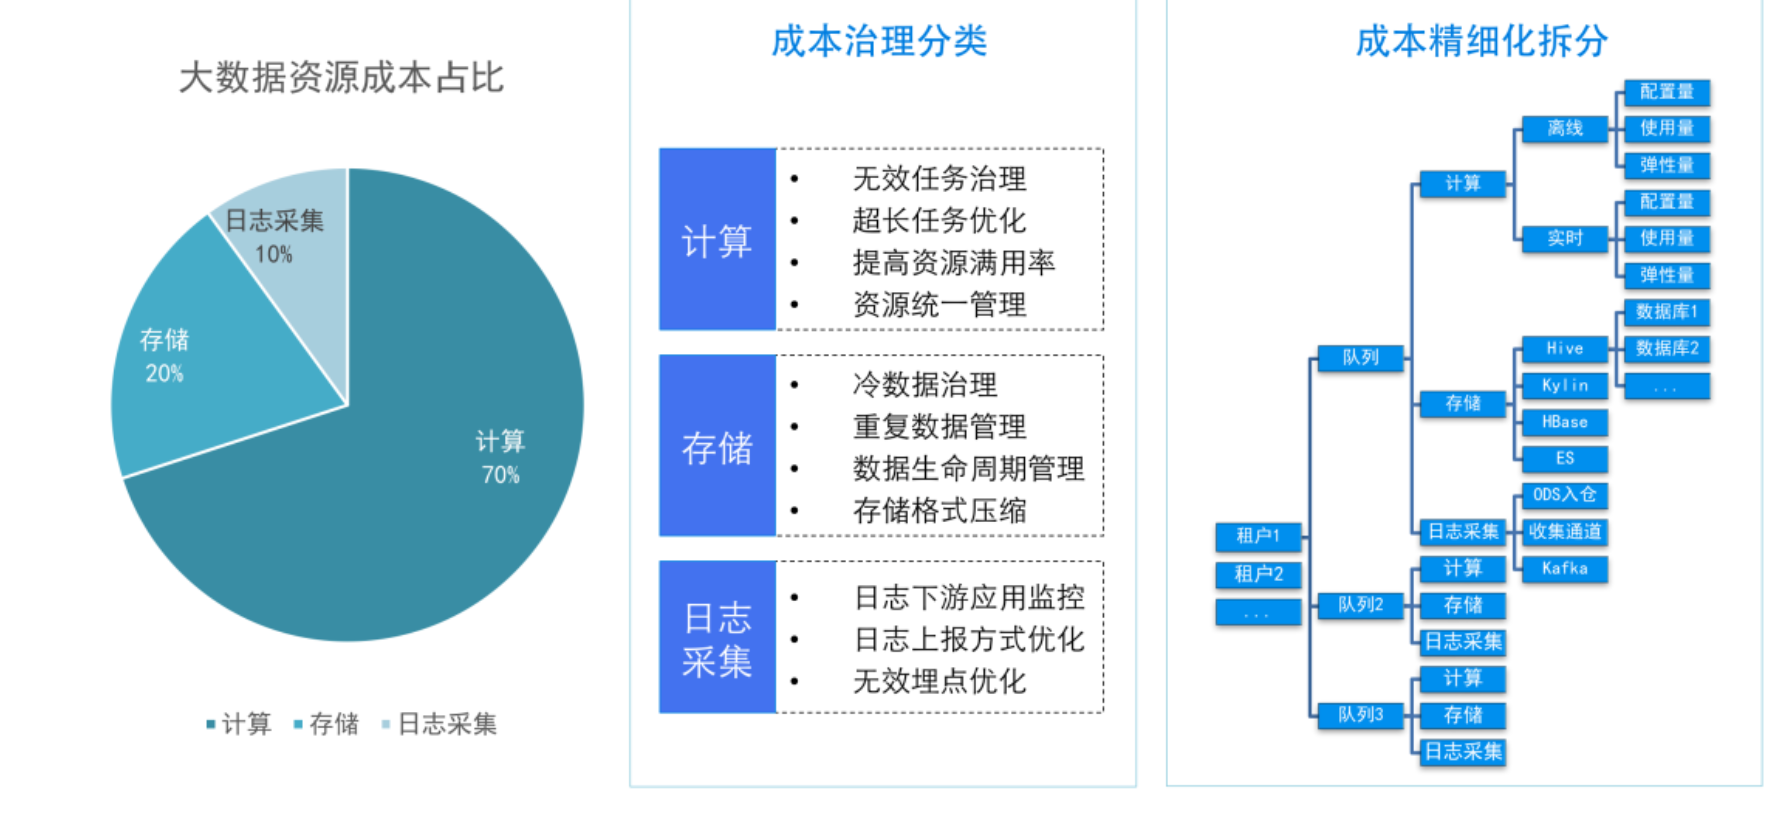 大数据资源成本占比
日志采集
10%
存储
20%
计算
70%
计算
存储
日志采集
成本治理分类
计算
• 无效任务治理
• 超长任务优化
• 提高资源满用率
• 资源统一管理
存储
• 冷数据治理
• 重复数据管理
• 数据生命周期管理
• 存储格式压缩
日志
采集
• 日志下游应用监控
• 日志上报方式优化
• 无效埋点优化
成本精细化拆分
租户1
租户2
...
队列
计算
离线
配置量
使用量
弹性量
实时
配置量
使用量
弹性量
存储
Hive
数据库1
数据库2
...
Kylin
HBase
ES
日志采集
ODS入仓
收集通道
Kafka
队列2
计算
存储
日志采集
队列3
计算
存储
日志采集